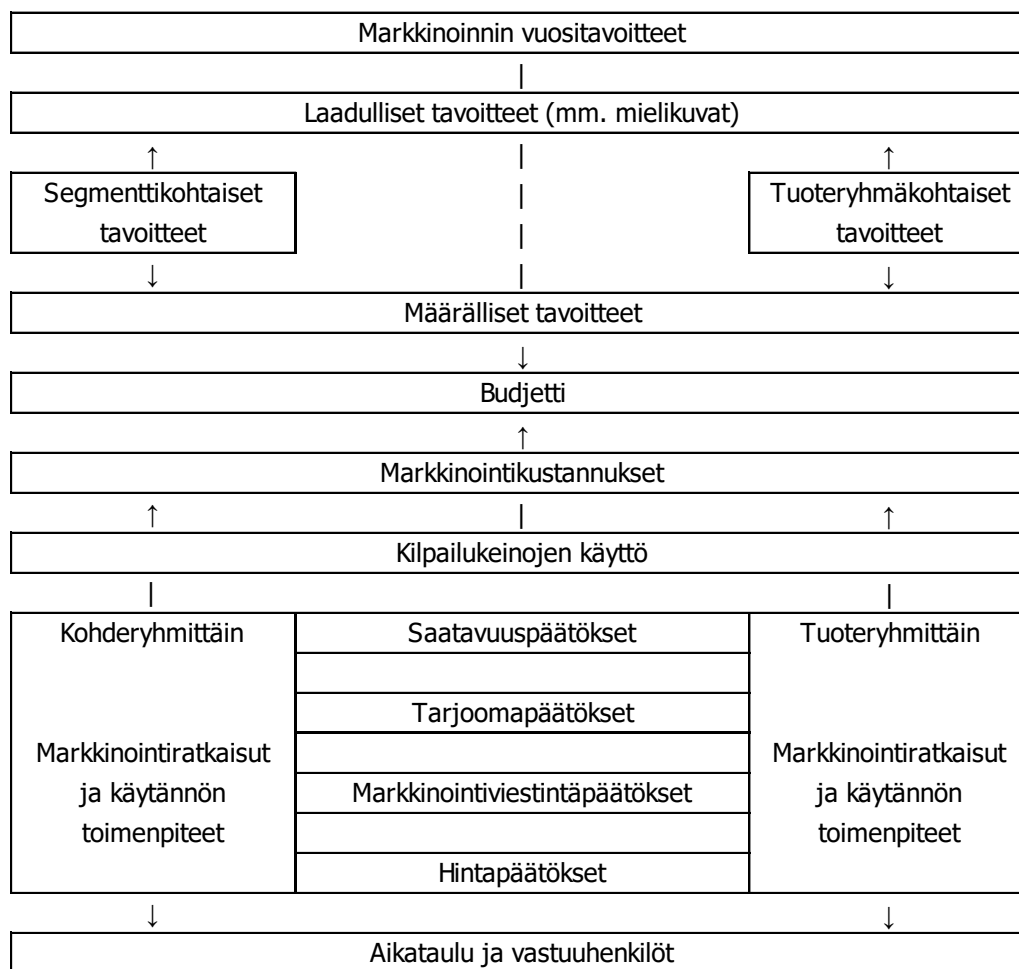 Markkinoinnin vuositavoitteet
|
Laadulliset tavoitteet (mm. mielikuvat)
↑ | ↑
Segmenttikohtaiset
tavoitteet
|
|
Tuoteryhmäkohtaiset
tavoitteet
↓ | ↓
Määrälliset tavoitteet
↓
Budjetti
↑
Markkinointikustannukset
↑ | ↑
Kilpailukeinojen käyttö
| |
Kohderyhmittäin
Markkinointiratkaisut
ja käytännön
toimenpiteet
Saatavuuspäätökset
Tarjoomapäätökset
Markkinointiviestintäpäätökset
Hintapäätökset
Tuoteryhmittäin
Markkinointiratkaisut
ja käytännön
toimenpiteet
↓ ↓
Aikataulu ja vastuuhenkilöt